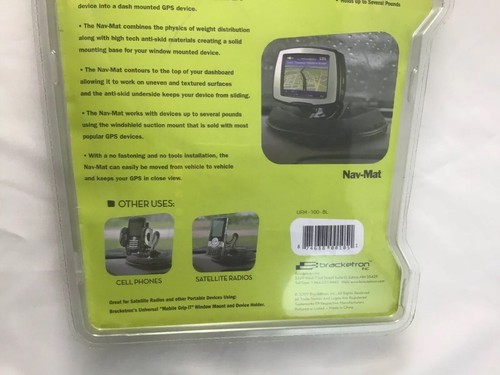 device into a dash mounted GPS device.
Holds up to Several Pounds
• The Nav-Mat combines the physics of weight distribution
along with high tech anti-skid materials creating a solid
mounting base for your window mounted device.
• The Nav-Mat contours to the top of your dashboard
allowing it to work on uneven and textured surfaces
and the anti-skid underside keeps your device from sliding.
• The Nav-Mat works with devices up to several pounds
using the windshield suction mount that is sold with most
popular GPS devices.
• With a no fastening and no tools installation, the
Nav-Mat can easily be moved from vehicle to vehicle
and keeps your GPS in close view.
Nav-Mat
OTHER USES:
CELL PHONES
SATELLITE RADIOS
Great for Satellite Radios and other Portable Devices Using:
Bracketron's Universal "Mobile Grip-iT" Window Mount and Device Holder.
bracketron
INC